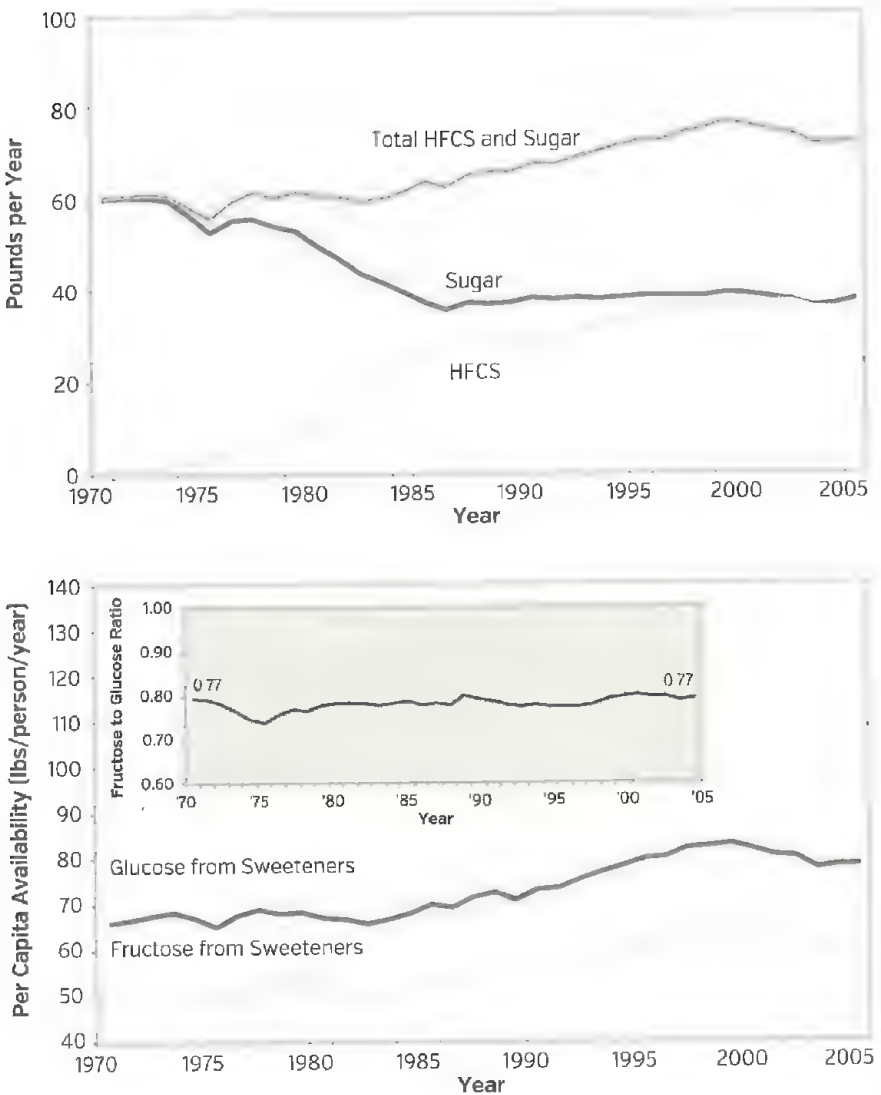 100
80
60
40
20
0
Pounds per Year
Total HFCS and Sugar
Sugar
HFCS
1970 1975 1980 1985 1990 1995 2000 2005
Year
140
130
120
110
100
90
80
70
60
50
40
Per Capita Availability (lbs/person/year)
1.00
0.90
0.80
0.70
0.60
Fructose to Glucose Ratio
0.77 0.77
'70 '75 '80 '85 '90 '95 '00 '05
Year
Glucose from Sweeteners
Fructose from Sweeteners
1970 1975 1980 1985 1990 1995 2000 2005
Year